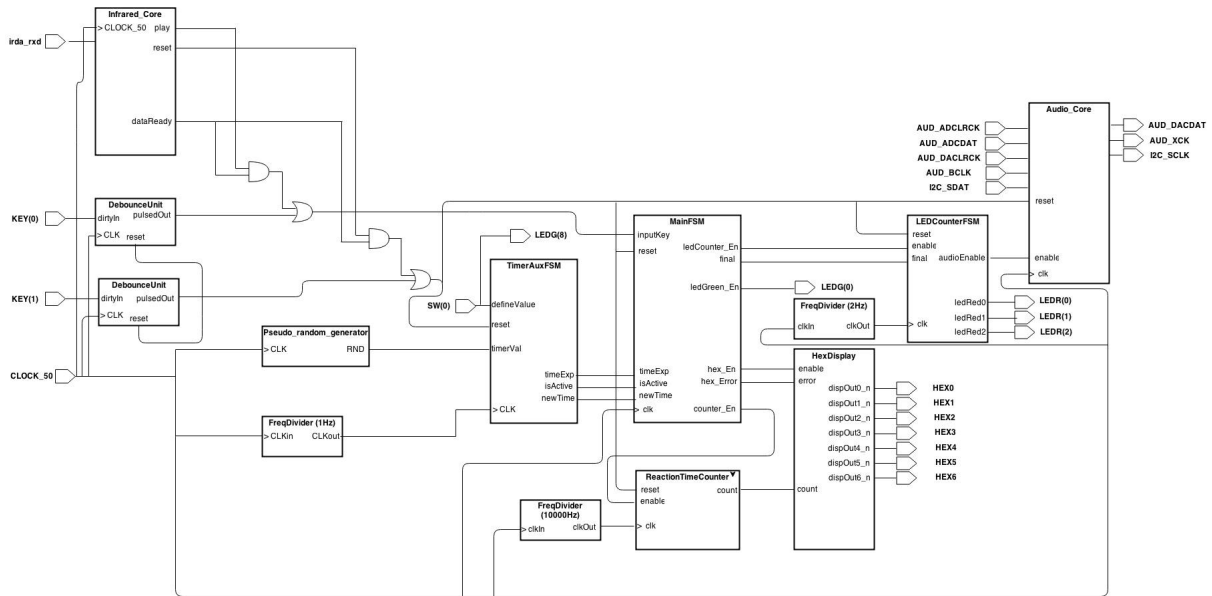 Infrared_Core
> CLOCK_50
play
reset
dataReady
irda_rxd
DebounceUnit
dirtyIn
pulsedOut
> CLK
reset
KEY(0)
DebounceUnit
dirtyIn
pulsedOut
> CLK
reset
KEY(1)
CLOCK_50
Pseudo_random_generator
> CLK
RND
FreqDivider (1Hz)
> CLKin
CLKout
LEDG(8)
SW(0)
TimerAuxFSM
defineValue
reset
timerVal
timeExp
isActive
newTime
> CLK
MainFSM
inputKey
reset
ledCounter_En
final
ledGreen_En
timeExp
isActive
newTime
> clk
hex_En
hex_Error
counter_En
LEDG(0)
FreqDivider (2Hz)
clkIn
clkOut
LEDCounterFSM
reset
enable
final
audioEnable
> clk
ledRed0
ledRed1
ledRed2
LEDR(0)
LEDR(1)
LEDR(2)
Audio_Core
AUD_ADCLRCK
AUD_ADCDAT
AUD_DACLRCK
AUD_BCLK
I2C_SDAT
reset
enable
> clk
AUD_DACDAT
AUD_XCK
I2C_SCLK
HexDisplay
enable
error
dispOut0_n
dispOut1_n
dispOut2_n
dispOut3_n
dispOut4_n
dispOut5_n
dispOut6_n
count
HEX0
HEX1
HEX2
HEX3
HEX4
HEX5
HEX6
ReactionTimeCounter
reset
enable
count
> clk
FreqDivider
(10000Hz)
> clkIn
clkOut